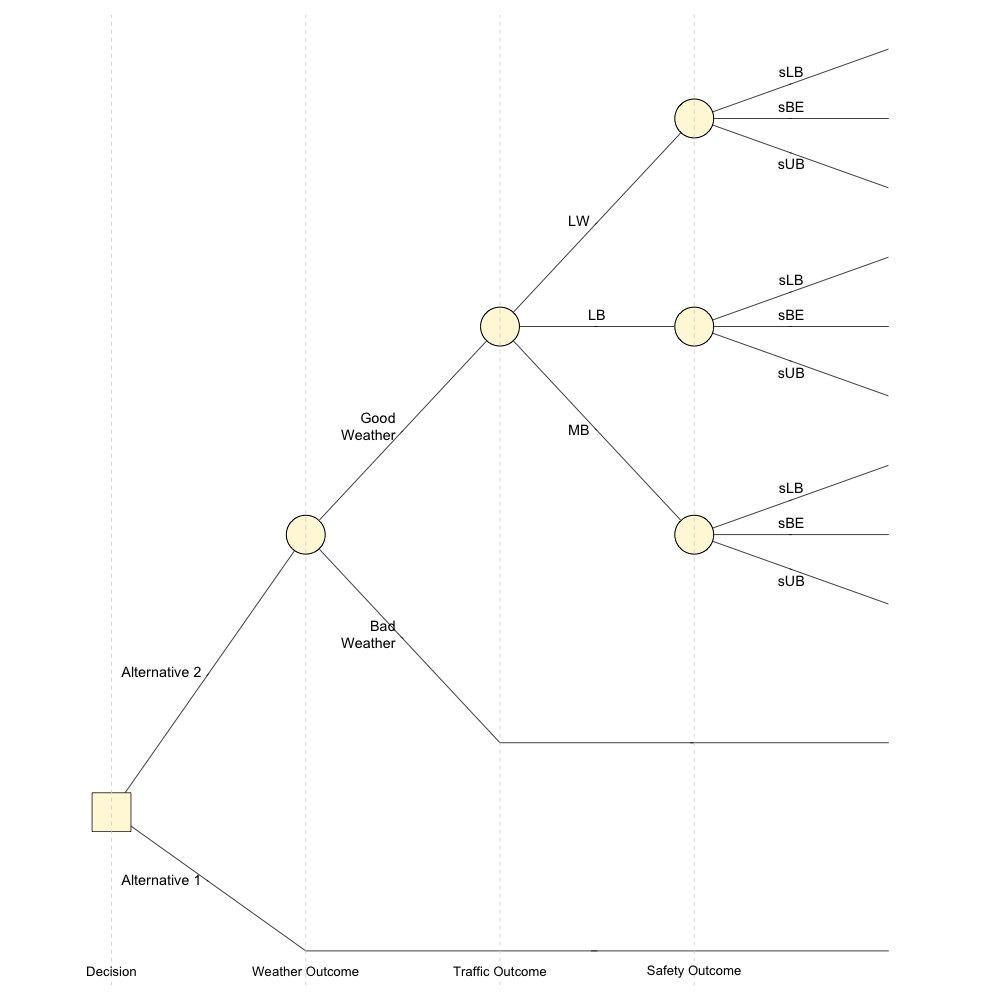 sLB
sBE
sUB
LW
sLB
LB
sBE
sUB
Good
Weather
MB
sLB
sBE
sUB
Bad
Weather
Alternative 2
Alternative 1
Decision
Weather Outcome
Traffic Outcome
Safety Outcome